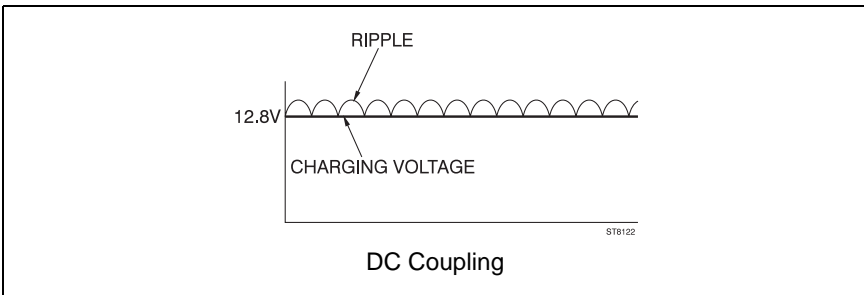 RIPPLE
12.8V
CHARGING VOLTAGE
ST8122
DC Coupling